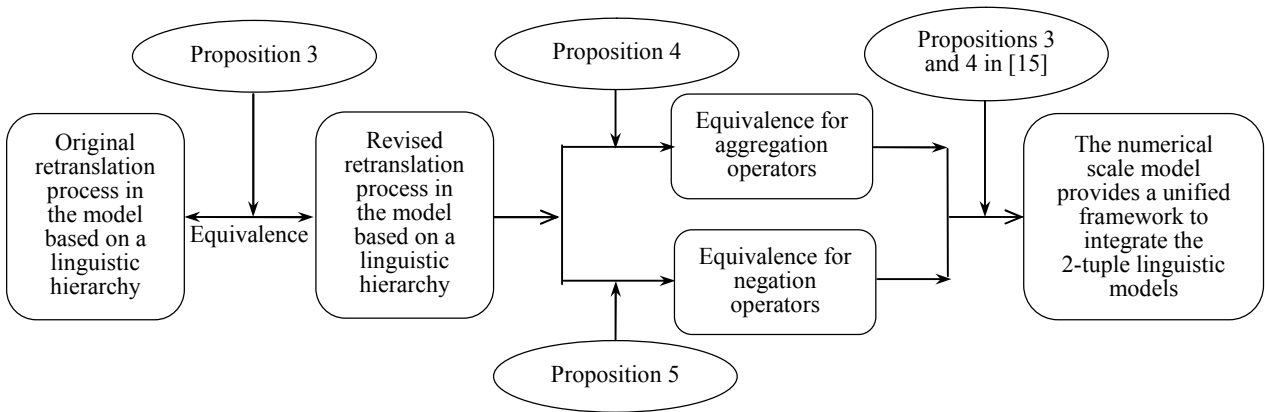 Proposition 3
Original
retranslation
process in
the model
based on a
linguistic
hierarchy
Equivalence
Revised
retranslation
process in
the model
based on a
linguistic
hierarchy
Proposition 4
Equivalence for
aggregation
operators
Equivalence for
negation
operators
Proposition 5
Propositions 3
and 4 in [15]
The numerical
scale model
provides a unified
framework to
integrate the
2-tuple linguistic
models